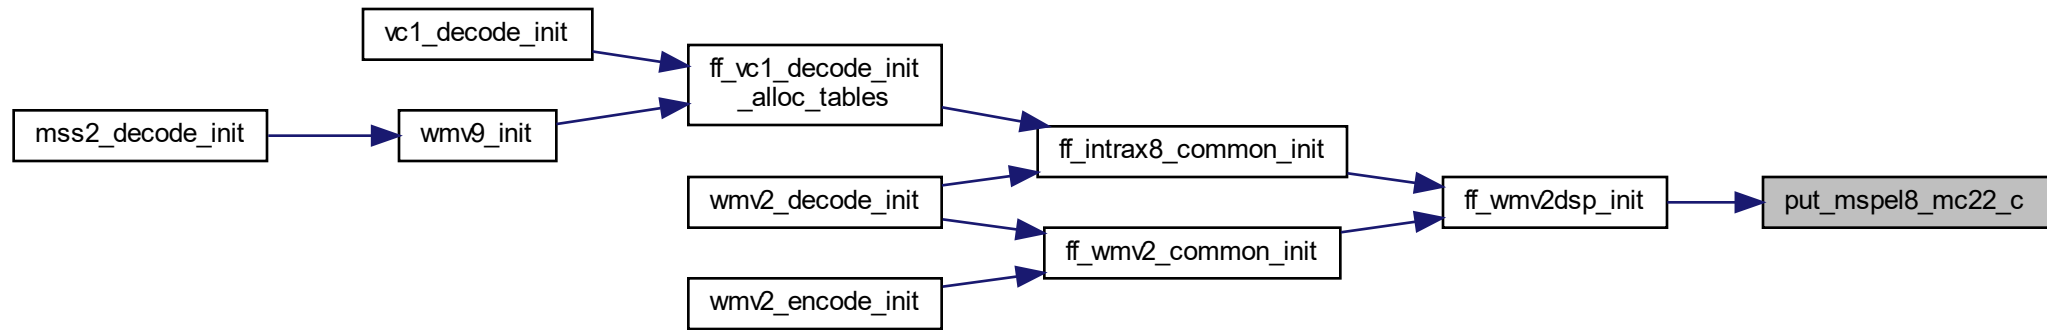 vc1_decode_init
mss2_decode_init
wmv9_init
ff_vc1_decode_init
_alloc_tables
wmv2_decode_init
wmv2_encode_init
ff_intrax8_common_init
ff_wmv2_common_init
ff_wmv2dsp_init
put_mspel8_mc22_c